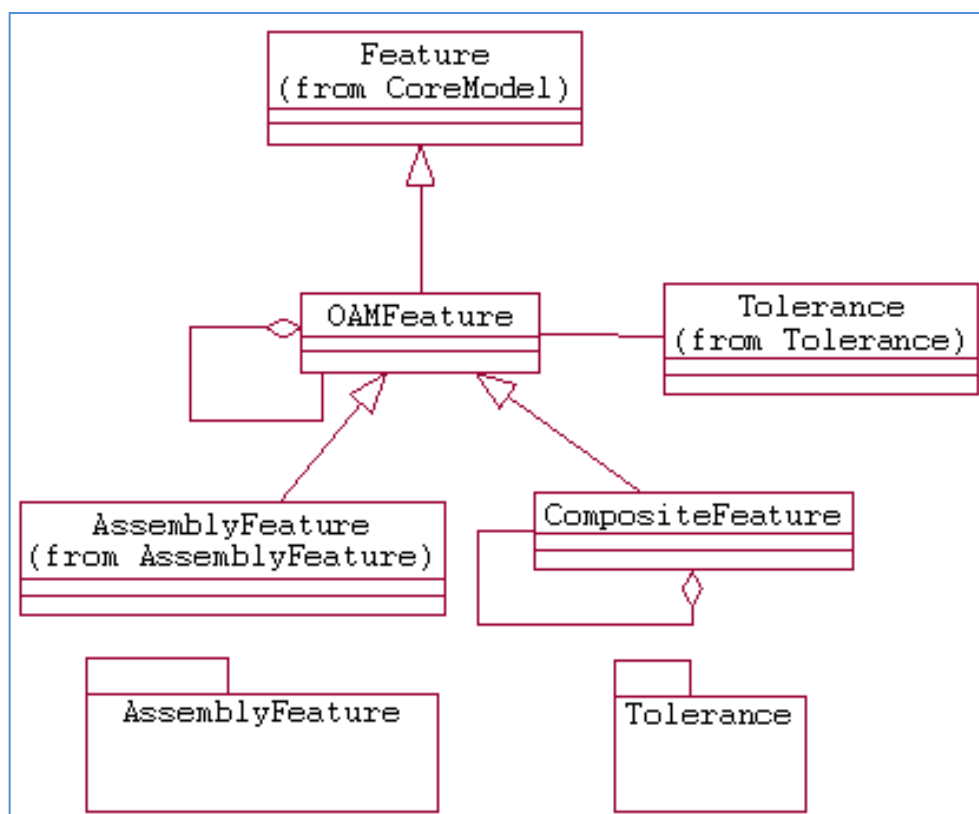 Feature
(from CoreModel)
OAMFeature
Tolerance
(from Tolerance)
AssemblyFeature
(from AssemblyFeature)
CompositeFeature
AssemblyFeature
Tolerance